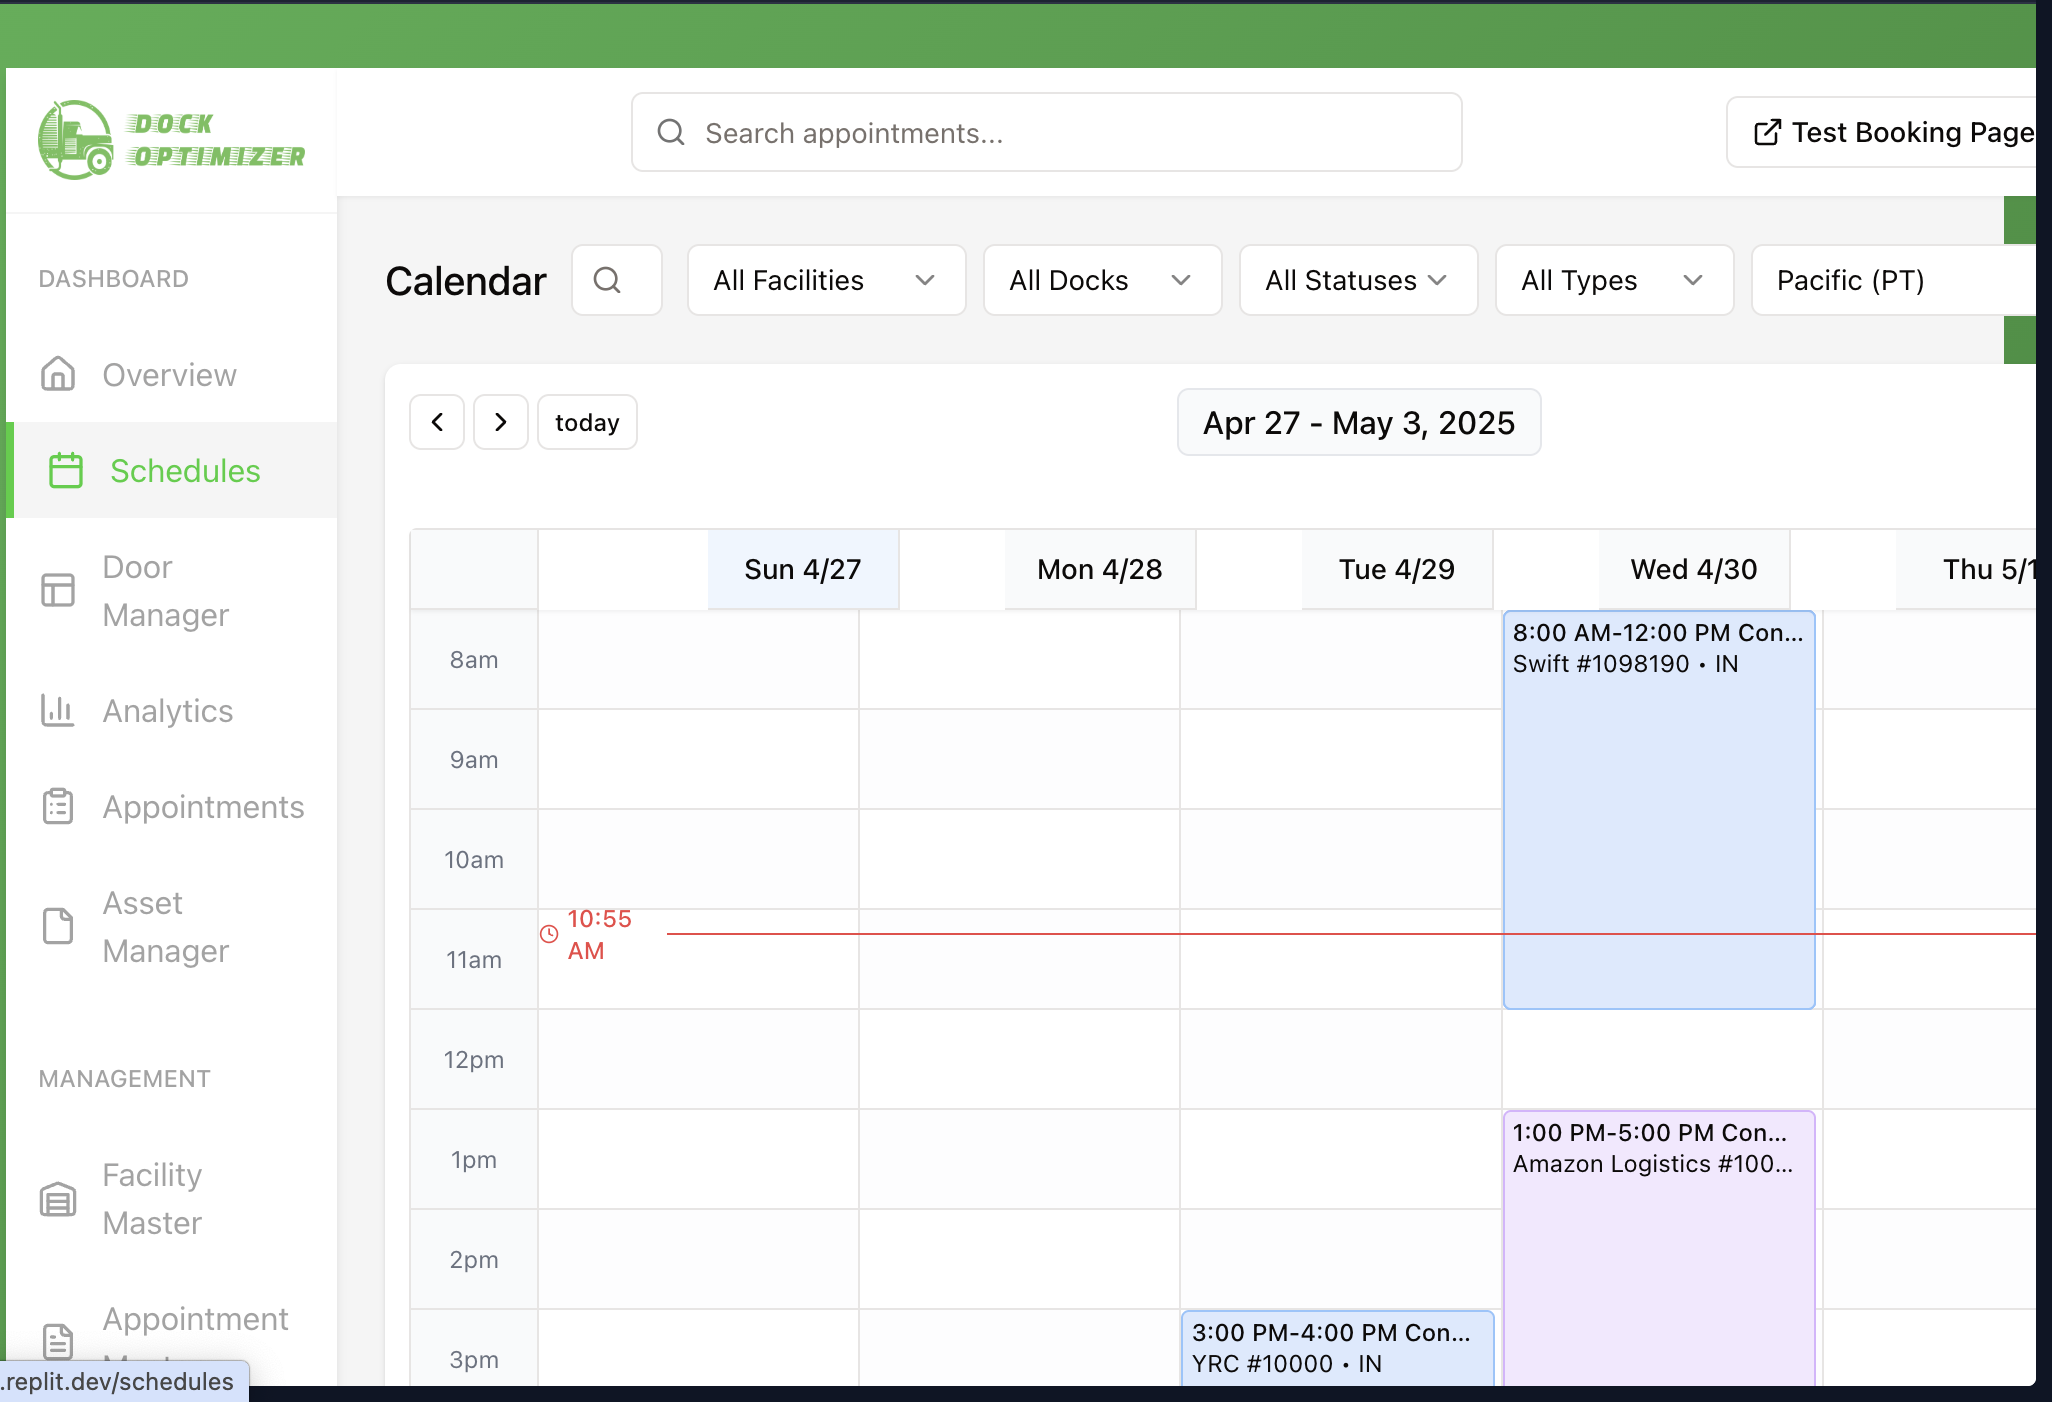 DOCK
OPTIMIZER
Search appointments...
Test Booking Page
DASHBOARD
Overview
Schedules
Door
Manager
Analytics
Appointments
Asset
Manager
MANAGEMENT
Facility
Master
Appointment
.replit.dev/schedules
Calendar
All Facilities
All Docks
All Statuses
All Types
Pacific (PT)
today
Apr 27 - May 3, 2025
Sun 4/27
Mon 4/28
Tue 4/29
Wed 4/30
Thu 5/1
8am
9am
10am
10:55
AM
11am
12pm
1pm
2pm
3pm
8:00 AM-12:00 PM Con...
Swift #1098190 • IN
1:00 PM-5:00 PM Con...
Amazon Logistics #100...
3:00 PM-4:00 PM Con...
YRC #10000 • IN